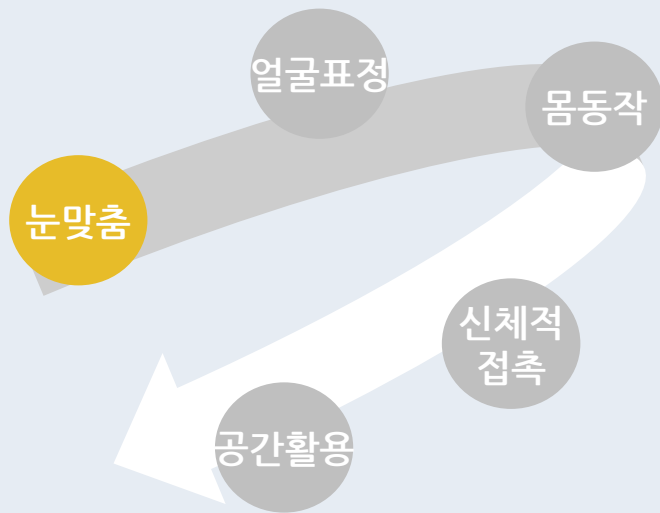 눈맞춤
얼굴표정
몸동작
신체적
접촉
공간활용